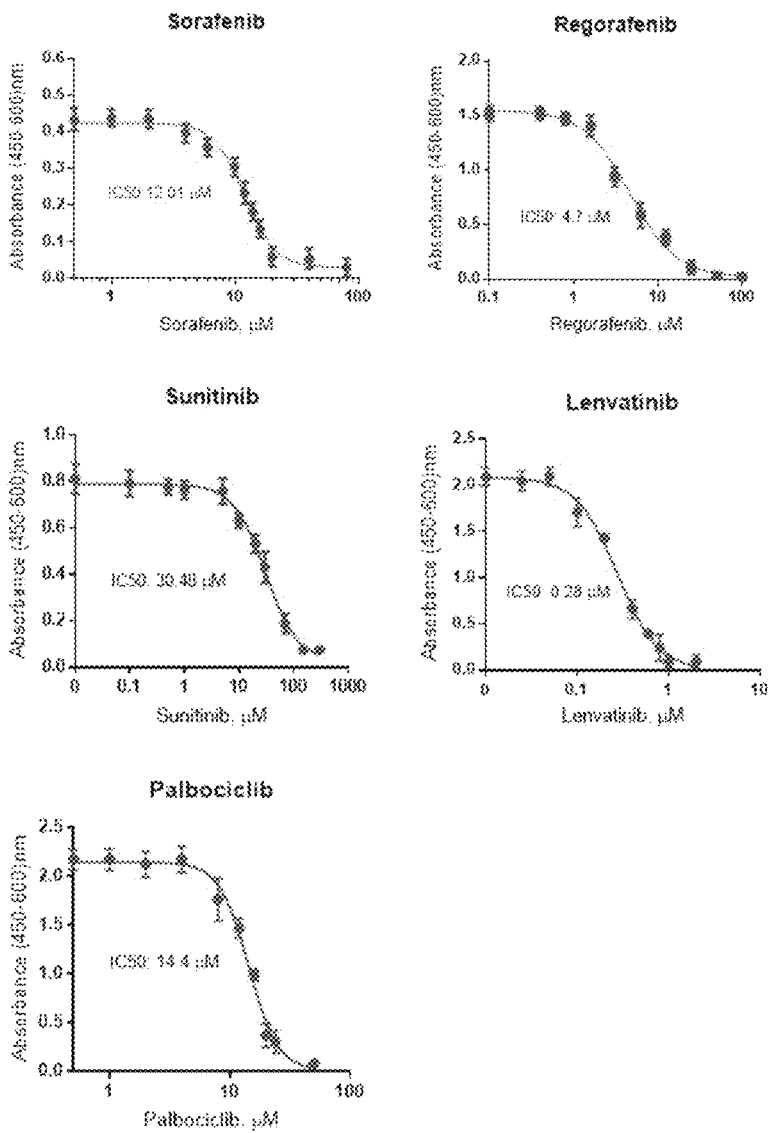 Sorafenib
Absorbance (450-600)nm
0.6
0.5
0.4
0.3
0.2
0.1
0.0
IC50:12.01 µM
1 10 100
Sorafenib, µM
Regorafenib
Absorbance (450-600)nm
2.0
1.5
1.0
0.5
0.0
IC50: 4.7 µM
0.1 1 10 100
Regorafenib, µM
Sunitinib
Absorbance (450-600)nm
1.0
0.8
0.6
0.4
0.2
0.0
IC50: 30.48 µM
0 0.1 1 10 100 1000
Sunitinib, µM
Lenvatinib
Absorbance (450-600)nm
2.5
2.0
1.5
1.0
0.5
0.0
IC50: 0.28 µM
0 0.1 1 10
Lenvatinib, µM
Palbociclib
Absorbance (450-600)nm
2.5
2.0
1.5
1.0
0.5
0.0
IC50: 14.4 µM
1 10 100
Palbociclib, µM